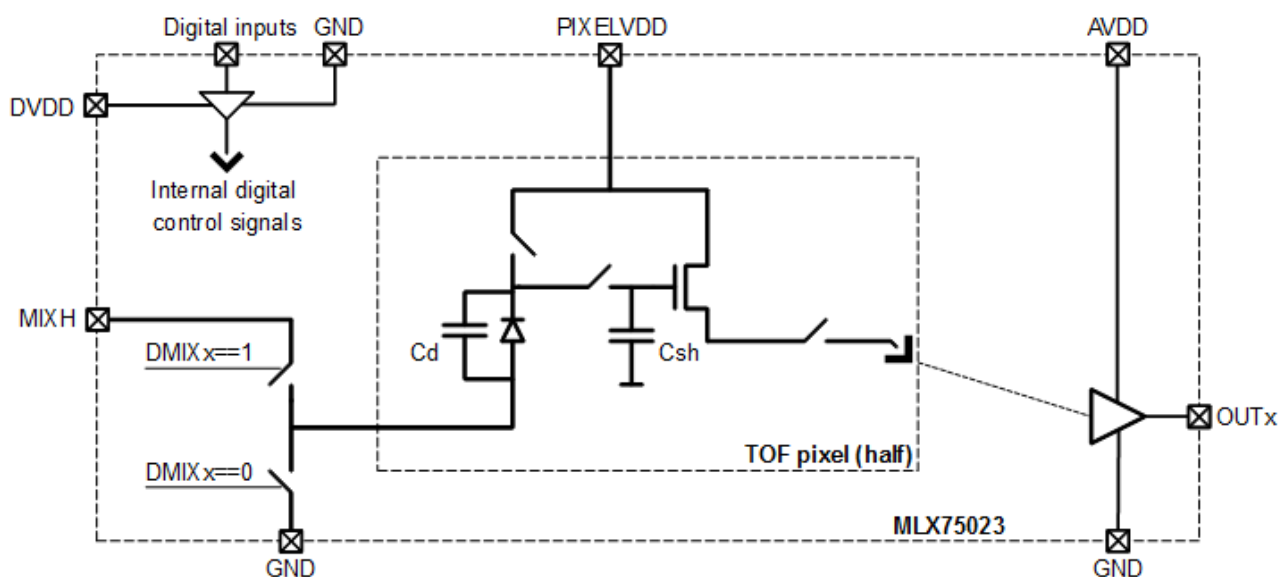 Digital inputs
GND
PIXELVDD
AVDD
DVDD
Internal digital
control signals
MIXH
DMIXx==1
Cd
Csh
OUTx
DMIXx==0
TOF pixel (half)
MLX75023
GND
GND